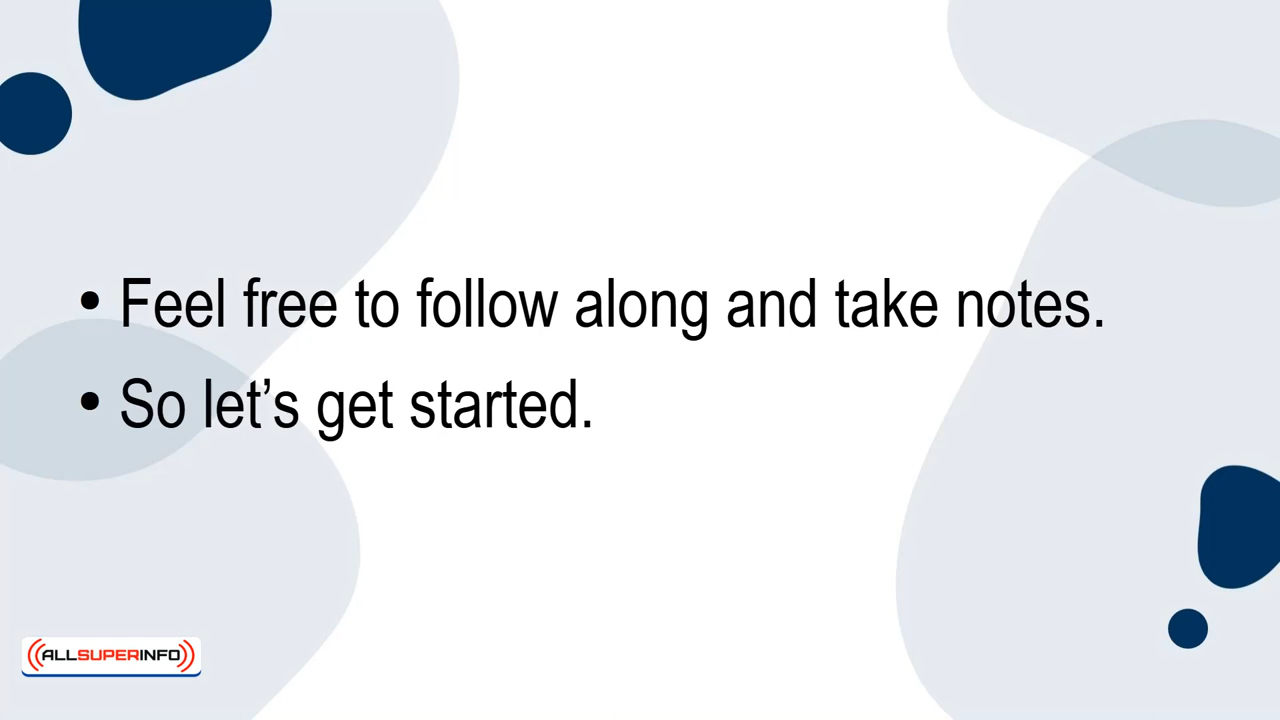 • Feel free to follow along and take notes.
• So let’s get started.
ALLSUPERINFO